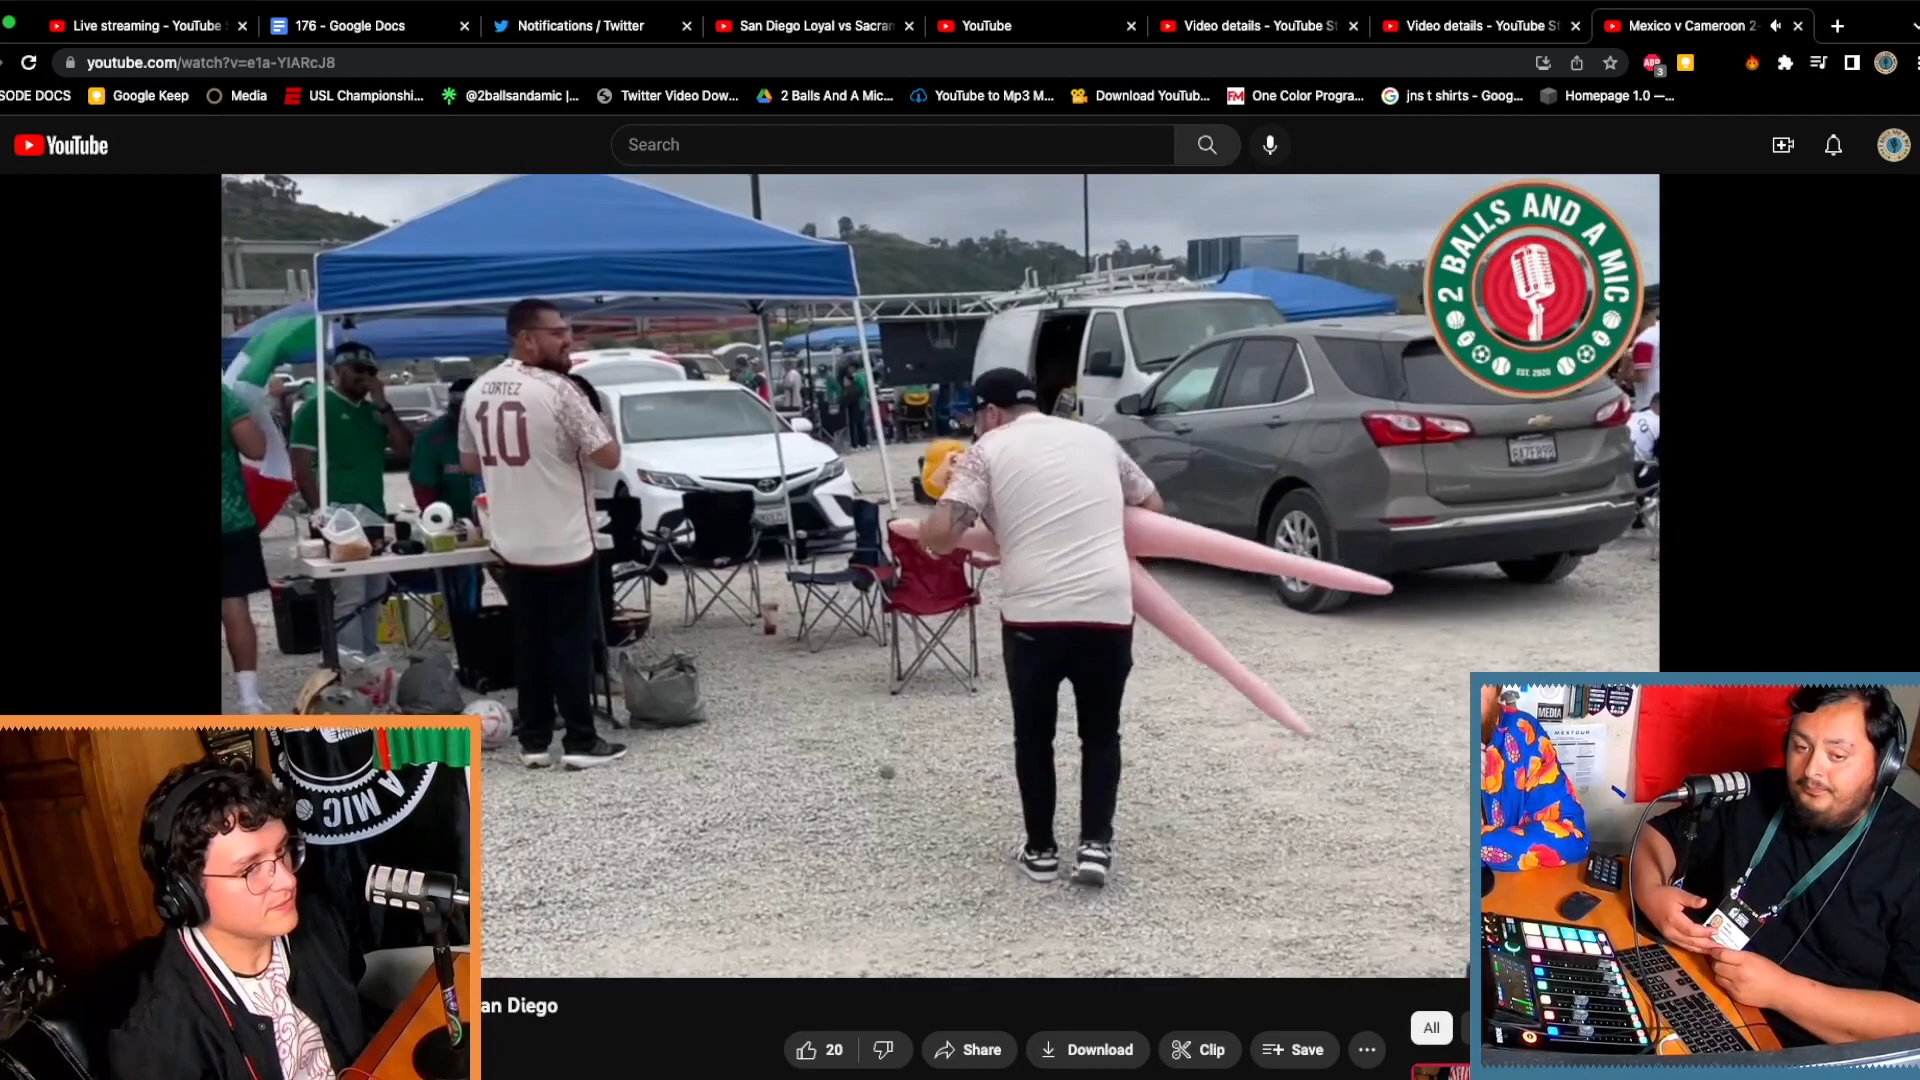 Live streaming - YouTube S
176 - Google Docs
Notifications / Twitter
San Diego Loyal vs Sacran
YouTube
Video details - YouTube St
Video details - YouTube St
Mexico v Cameroon 2-
youtube.com/watch?v=e1a-YIARcJ8
ABP
3
SODE DOCS
Google Keep
Media
USL Championshi...
@2ballsandamic |...
Twitter Video Dow...
2 Balls And A Mic...
YouTube to Mp3 M...
Download YouTub...
FM
One Color Progra...
jns t shirts - Goog...
Homepage 1.0 —...
YouTube
Search
2 BALLS AND A MIC
EST. 2020
CORTEZ
10
MEDIA
MEXTOUR
A MIC
an Diego
20
Share
Download
Clip
Save
All